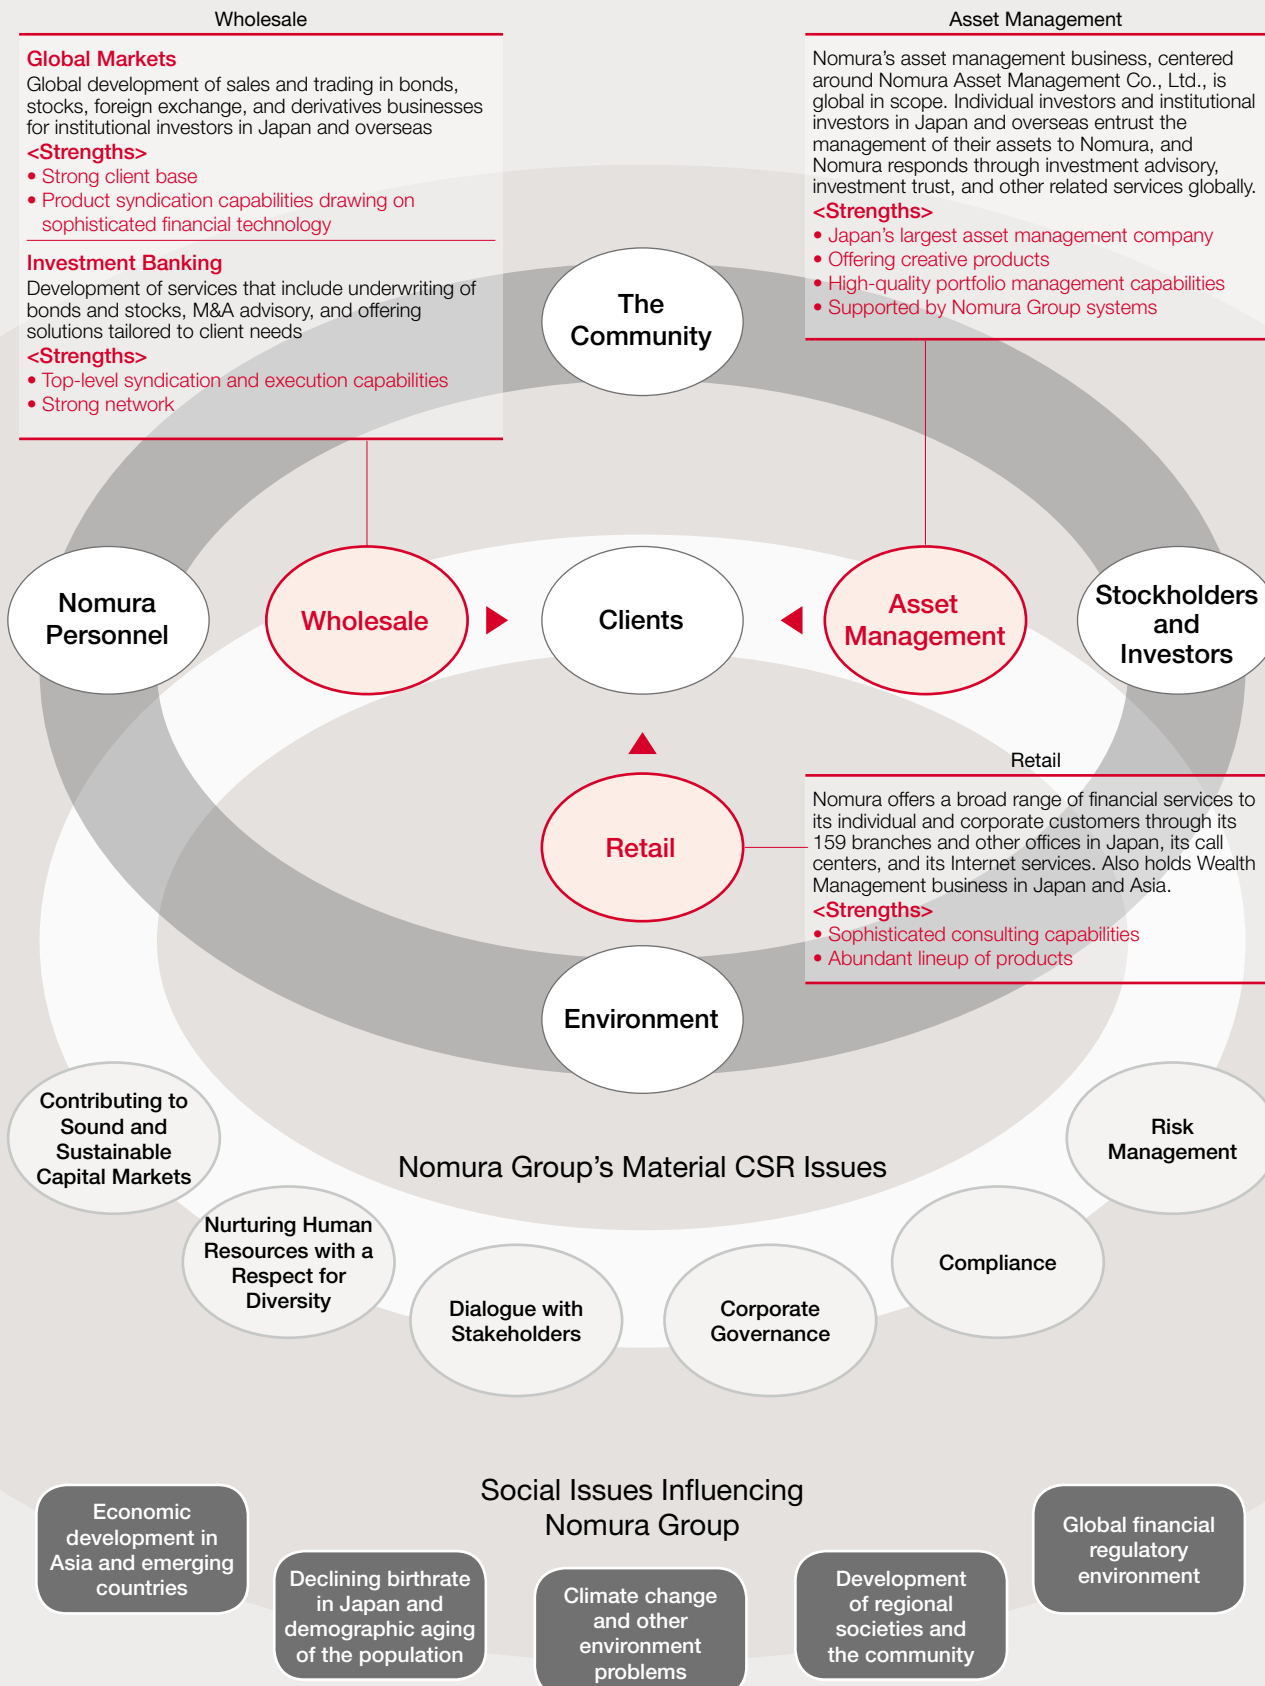 Wholesale
Global Markets
Global development of sales and trading in bonds,
stocks, foreign exchange, and derivatives businesses
for institutional investors in Japan and overseas
<Strengths>
• Strong client base
• Product syndication capabilities drawing on
sophisticated financial technology
Investment Banking
Development of services that include underwriting of
bonds and stocks, M&A advisory, and offering
solutions tailored to client needs
<Strengths>
• Top-level syndication and execution capabilities
• Strong network
Asset Management
Nomura’s asset management business, centered
around Nomura Asset Management Co., Ltd., is
global in scope. Individual investors and institutional
investors in Japan and overseas entrust the
management of their assets to Nomura, and
Nomura responds through investment advisory,
investment trust, and other related services globally.
<Strengths>
• Japan’s largest asset management company
• Offering creative products
• High-quality portfolio management capabilities
• Supported by Nomura Group systems
The
Community
Nomura
Personnel
Wholesale
Clients
Asset
Management
Stockholders
and
Investors
Retail
Retail
Nomura offers a broad range of financial services to
its individual and corporate customers through its
159 branches and other offices in Japan, its call
centers, and its Internet services. Also holds Wealth
Management business in Japan and Asia.
<Strengths>
• Sophisticated consulting capabilities
• Abundant lineup of products
Environment
Contributing to
Sound and
Sustainable
Capital Markets
Nomura Group’s Material CSR Issues
Risk
Management
Nurturing Human
Resources with a
Respect for
Diversity
Dialogue with
Stakeholders
Corporate
Governance
Compliance
Social Issues Influencing
Nomura Group
Economic
development in
Asia and emerging
countries
Declining birthrate
in Japan and
demographic aging
of the population
Climate change
and other
environment
problems
Development
of regional
societies and
the community
Global financial
regulatory
environment